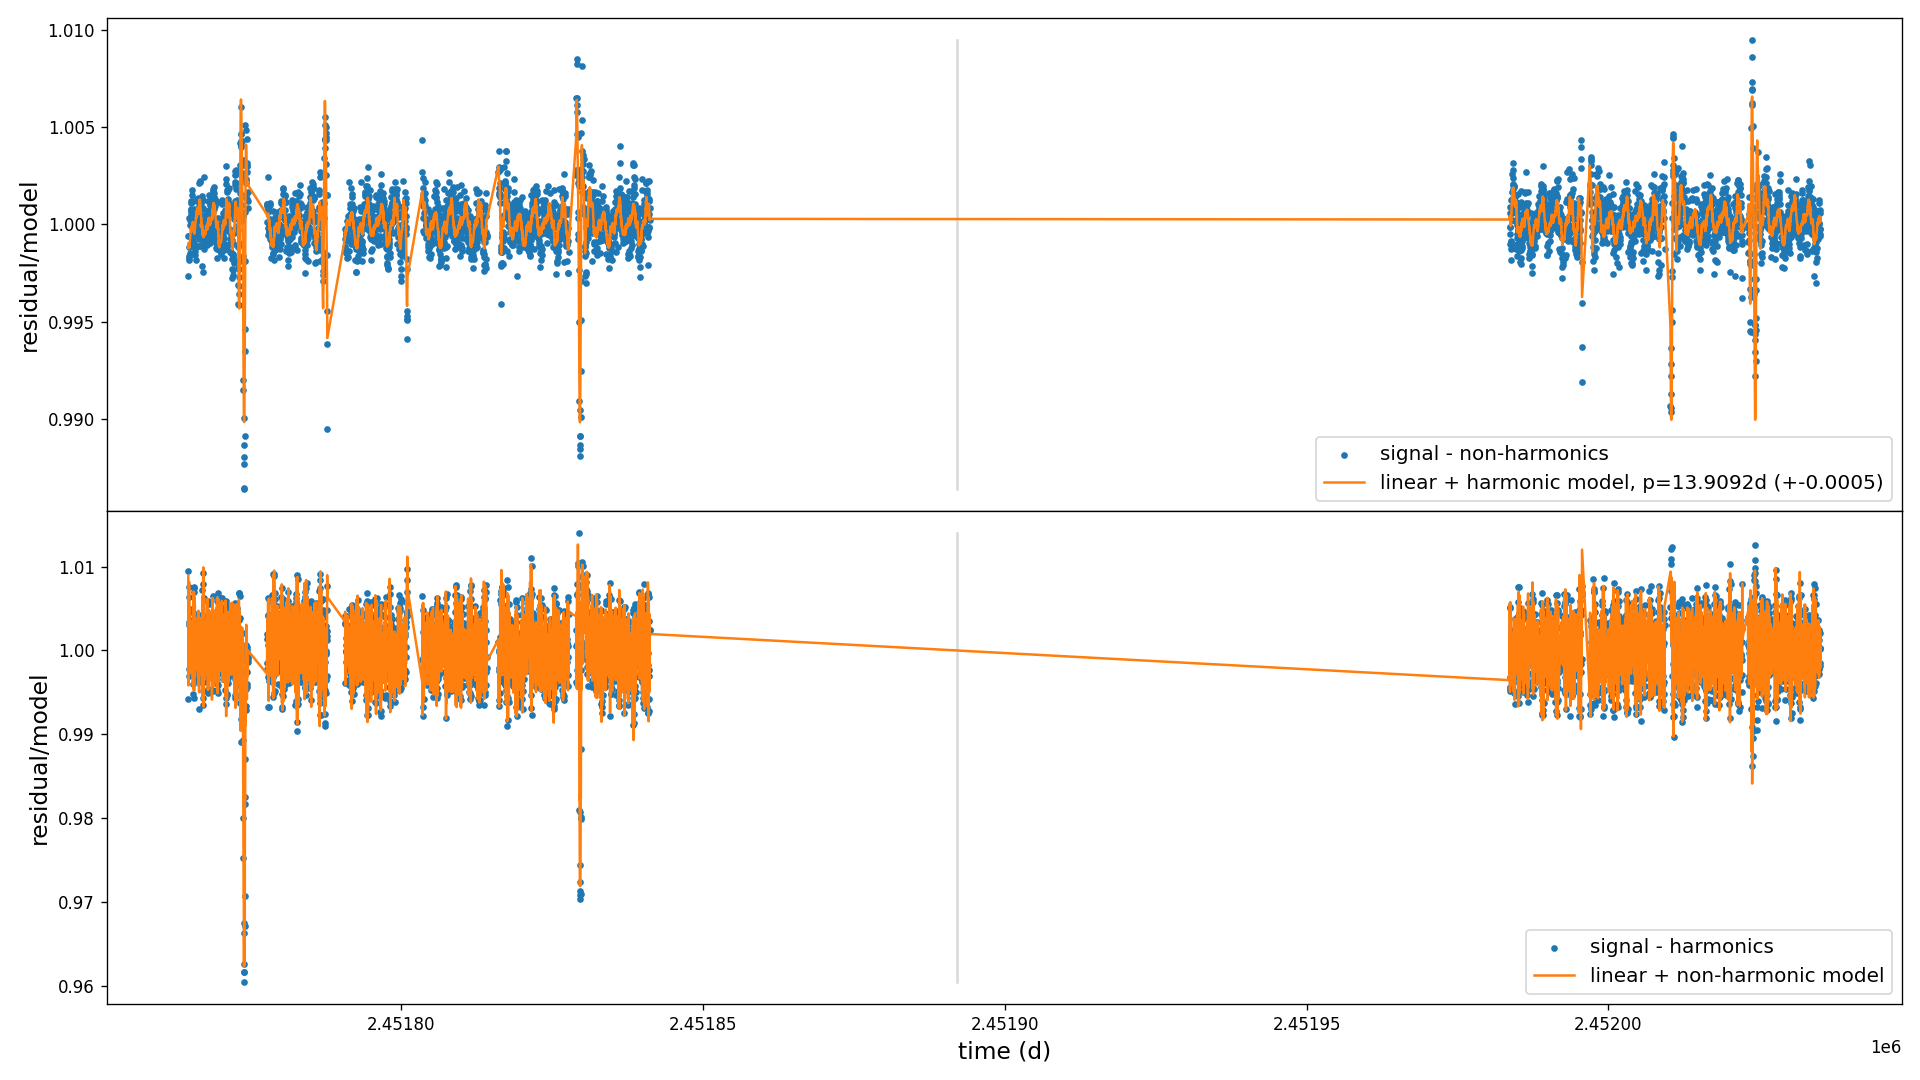 1.010
1.005
1.000
0.995
0.990
residual/model
signal - non-harmonics
linear + harmonic model, p=13.9092d (+-0.0005)
1.01
1.00
0.99
0.98
0.97
0.96
residual/model
signal - harmonics
linear + non-harmonic model
2.45180
2.45185
2.45190
2.45195
2.45200
1e6
time (d)